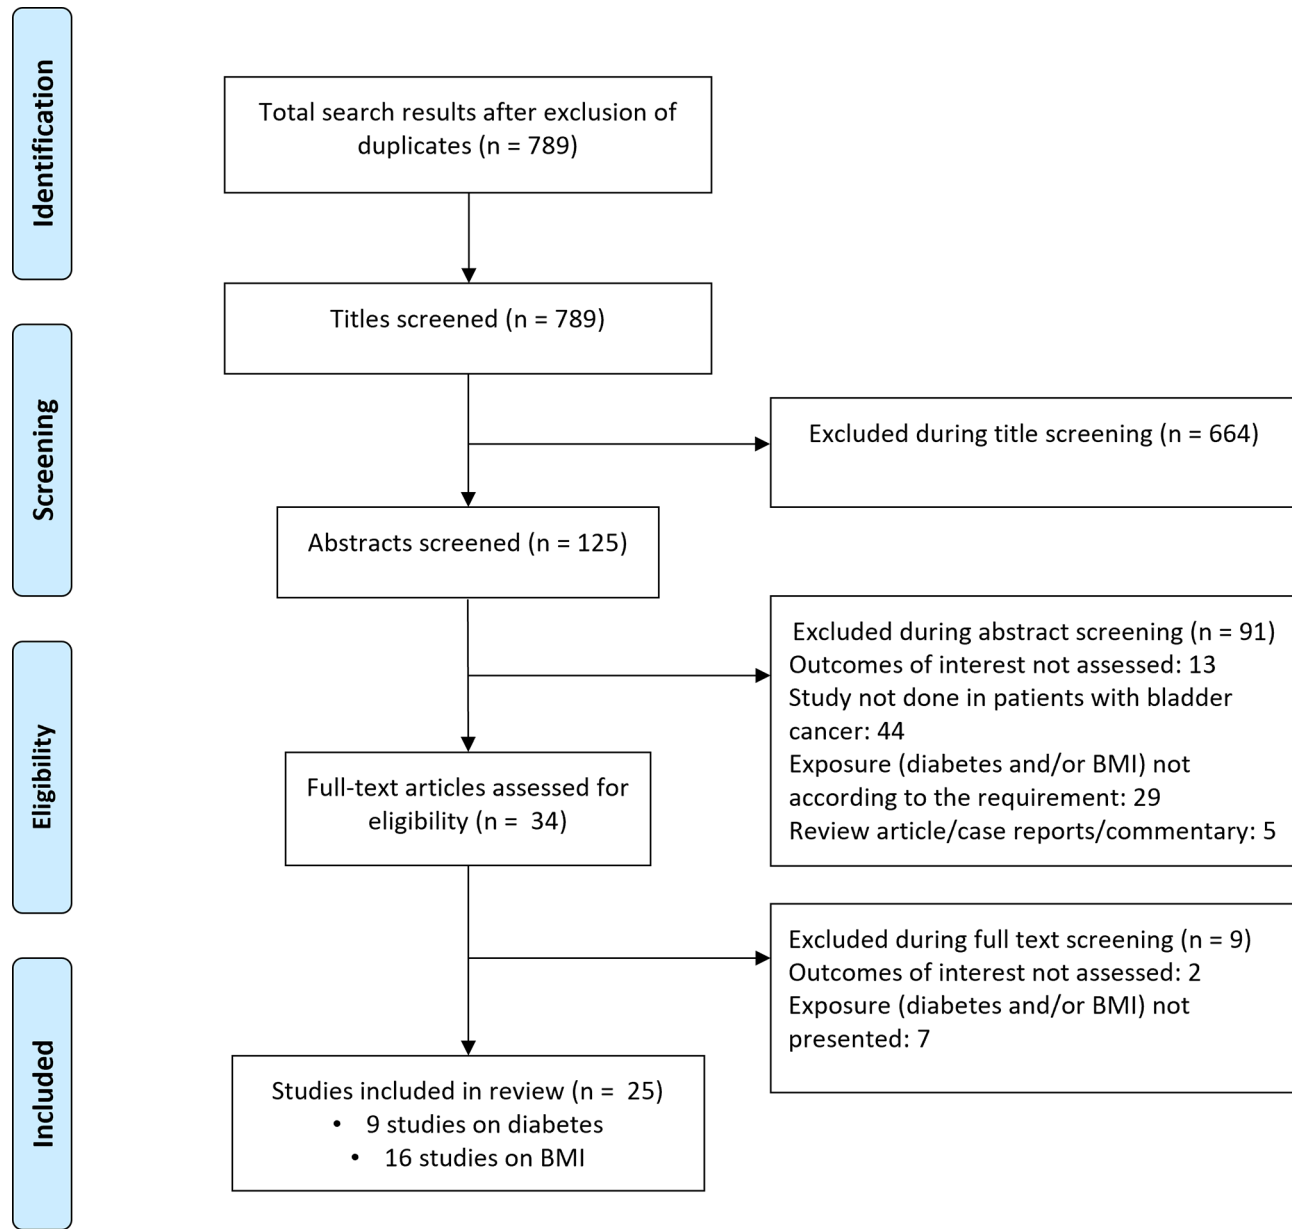 Identification
Total search results after exclusion of
duplicates (n = 789)
Titles screened (n = 789)
Screening
Excluded during title screening (n = 664)
Abstracts screened (n = 125)
Excluded during abstract screening (n = 91)
Outcomes of interest not assessed: 13
Study not done in patients with bladder
cancer: 44
Exposure (diabetes and/or BMI) not
according to the requirement: 29
Review article/case reports/commentary: 5
Eligibility
Full-text articles assessed for
eligibility (n =  34)
Excluded during full text screening (n = 9)
Outcomes of interest not assessed: 2
Exposure (diabetes and/or BMI) not
presented: 7
Included
Studies included in review (n =  25)
• 9 studies on diabetes
• 16 studies on BMI